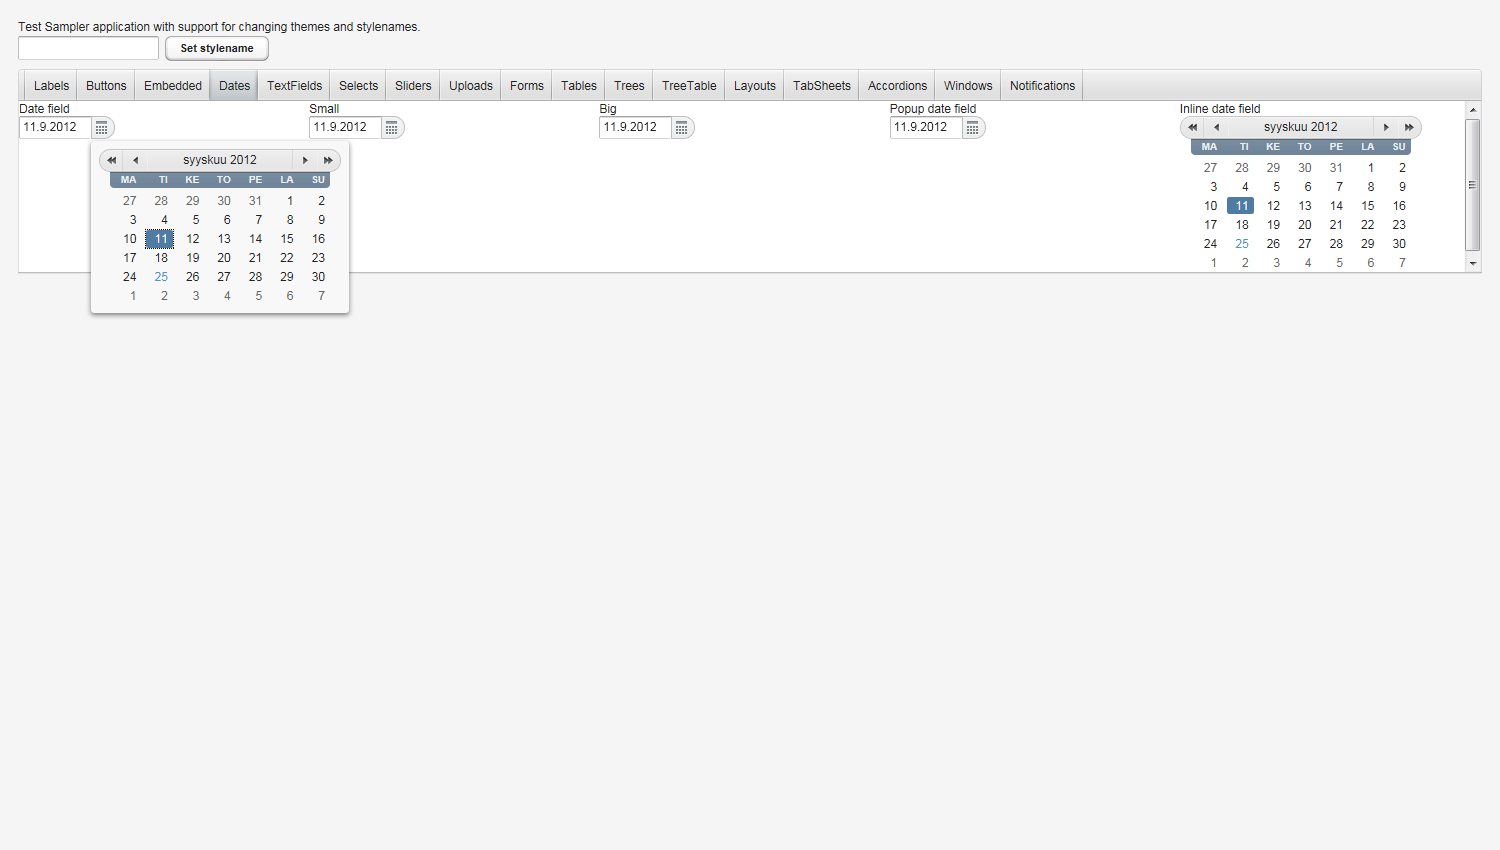 Test Sampler application with support for changing themes and stylenames.
Set stylename
Labels Buttons Embedded Dates TextFields Selects Sliders Uploads Forms Tables Trees TreeTable Layouts TabSheets Accordions Windows Notifications
Date field Small Big Popup date field Inline date field
11.9.2012 11.9.2012 11.9.2012 11.9.2012
syyskuu 2012
MA TI KE TO PE LA SU
27 28 29 30 31 1 2
3 4 5 6 7 8 9
10 11 12 13 14 15 16
17 18 19 20 21 22 23
24 25 26 27 28 29 30
1 2 3 4 5 6 7
syyskuu 2012
MA TI KE TO PE LA SU
27 28 29 30 31 1 2
3 4 5 6 7 8 9
10 11 12 13 14 15 16
17 18 19 20 21 22 23
24 25 26 27 28 29 30
1 2 3 4 5 6 7